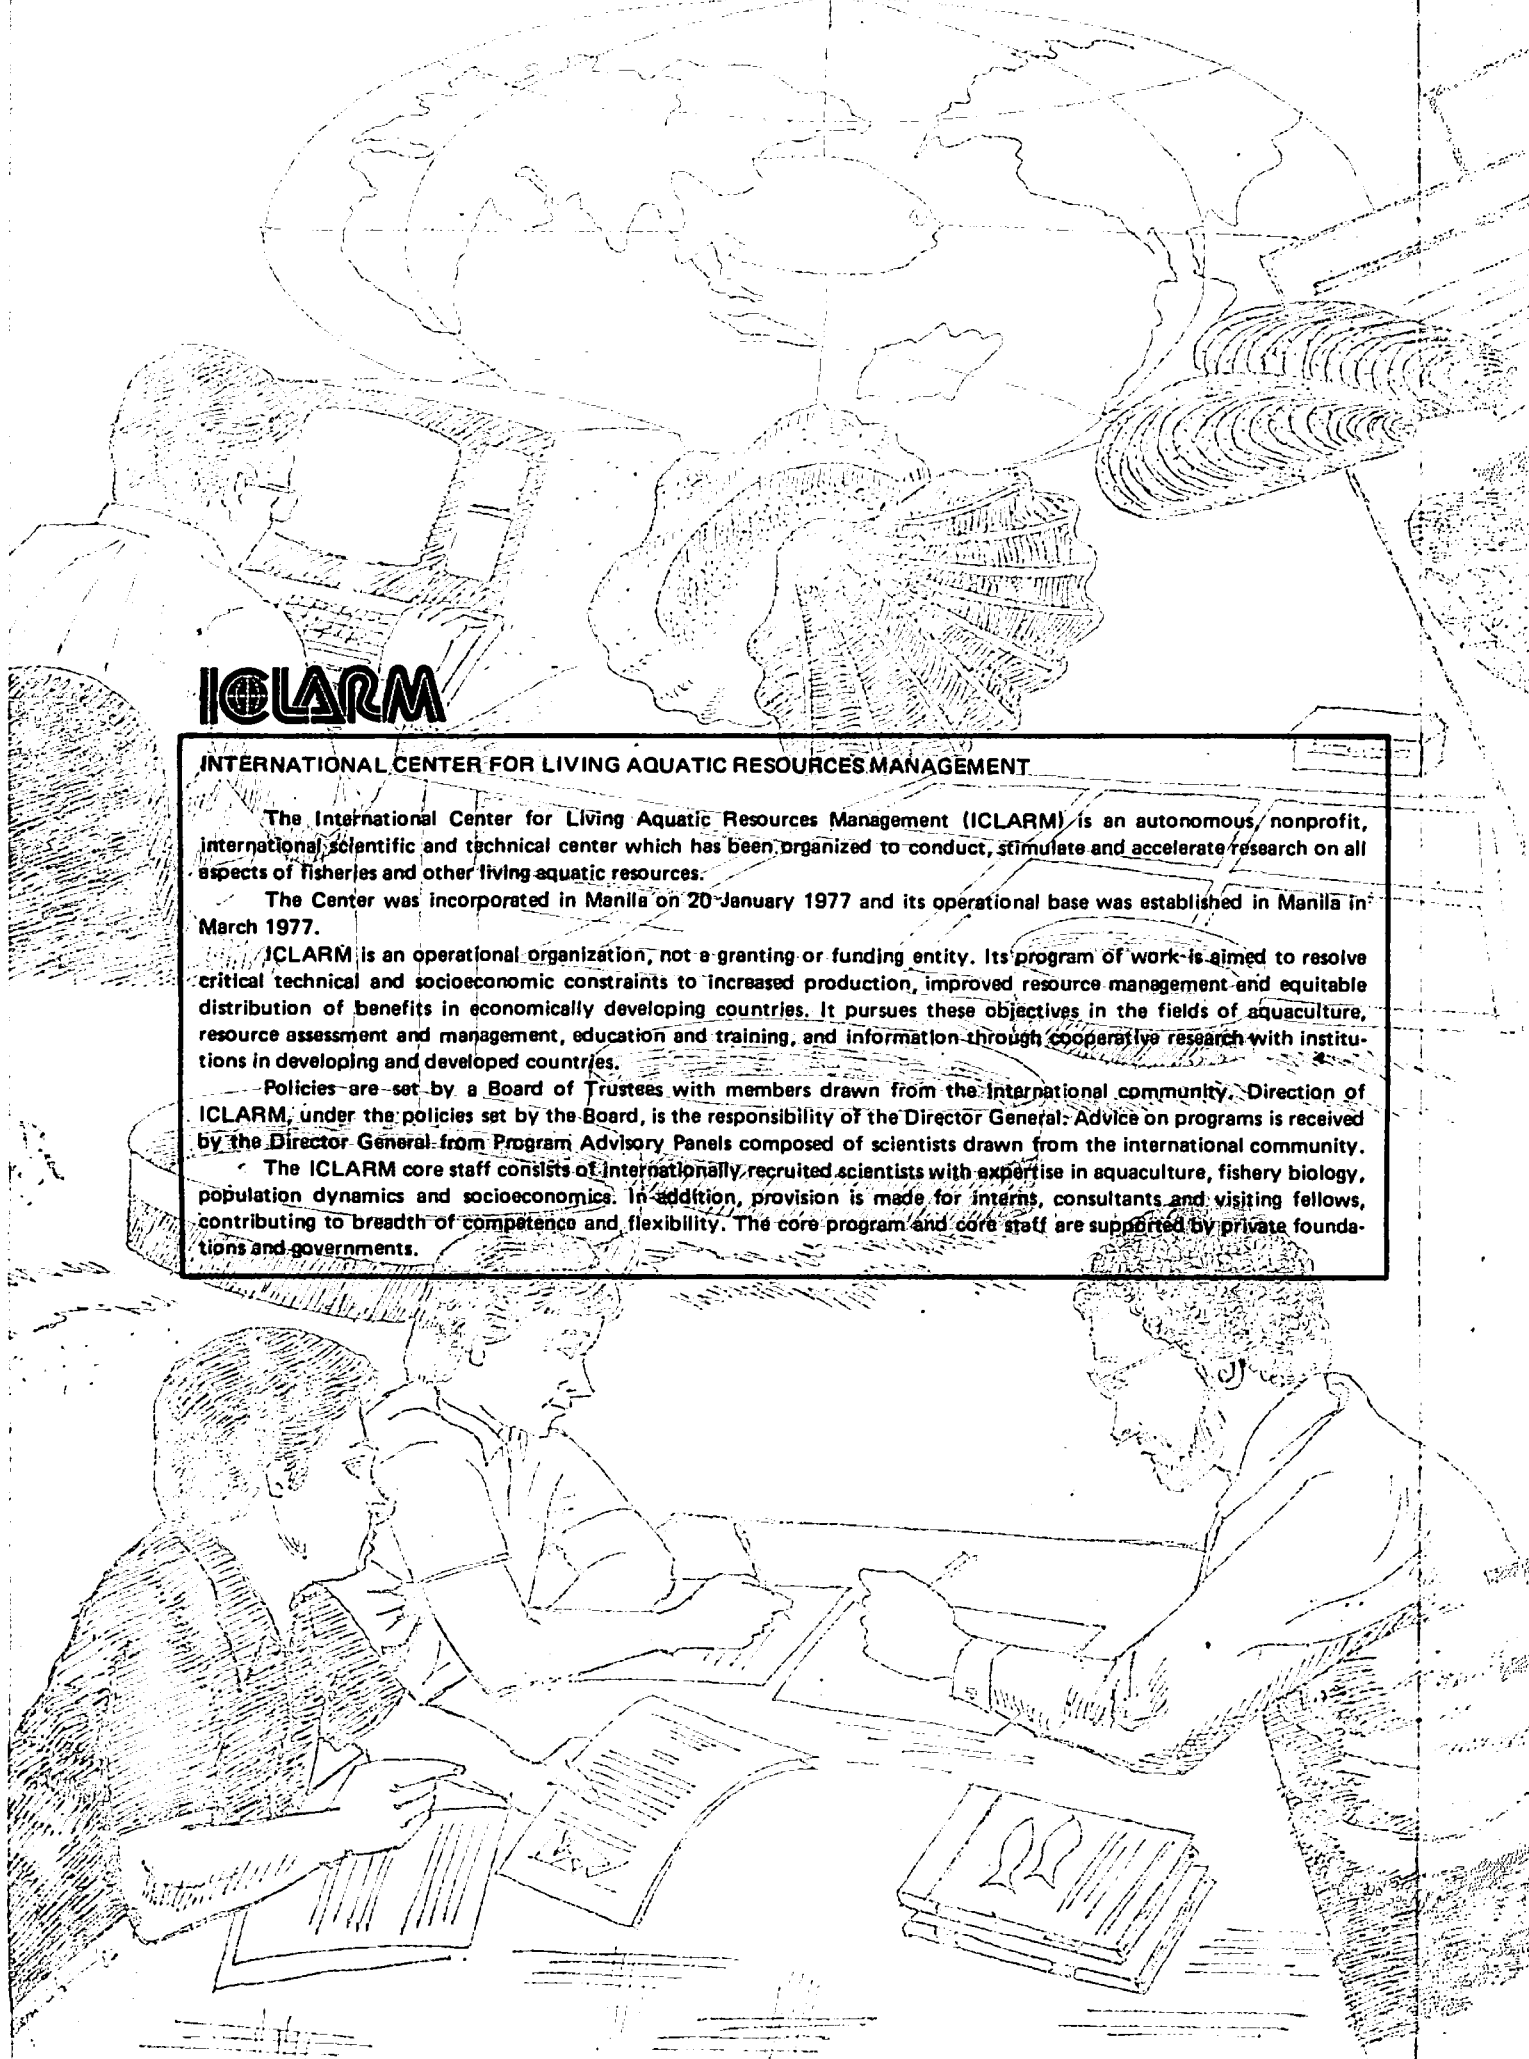 ICLARM
INTERNATIONAL CENTER FOR LIVING AQUATIC RESOURCES MANAGEMENT
The International Center for Living Aquatic Resources Management (ICLARM) is an autonomous, nonprofit,
international scientific and technical center which has been organized to conduct, stimulate and accelerate research on all
aspects of fisheries and other living aquatic resources.
The Center was incorporated in Manila on 20 January 1977 and its operational base was established in Manila in
March 1977.
ICLARM is an operational organization, not a granting or funding entity. Its program of work is aimed to resolve
critical technical and socioeconomic constraints to increased production, improved resource management and equitable
distribution of benefits in economically developing countries. It pursues these objectives in the fields of aquaculture,
resource assessment and management, education and training, and information through cooperative research with institu-
tions in developing and developed countries.
Policies are set by a Board of Trustees with members drawn from the international community. Direction of
ICLARM, under the policies set by the Board, is the responsibility of the Director General. Advice on programs is received
by the Director General from Program Advisory Panels composed of scientists drawn from the international community.
The ICLARM core staff consists of internationally recruited scientists with expertise in aquaculture, fishery biology,
population dynamics and socioeconomics. In addition, provision is made for interns, consultants and visiting fellows,
contributing to breadth of competence and flexibility. The core program and core staff are supported by private founda-
tions and governments.